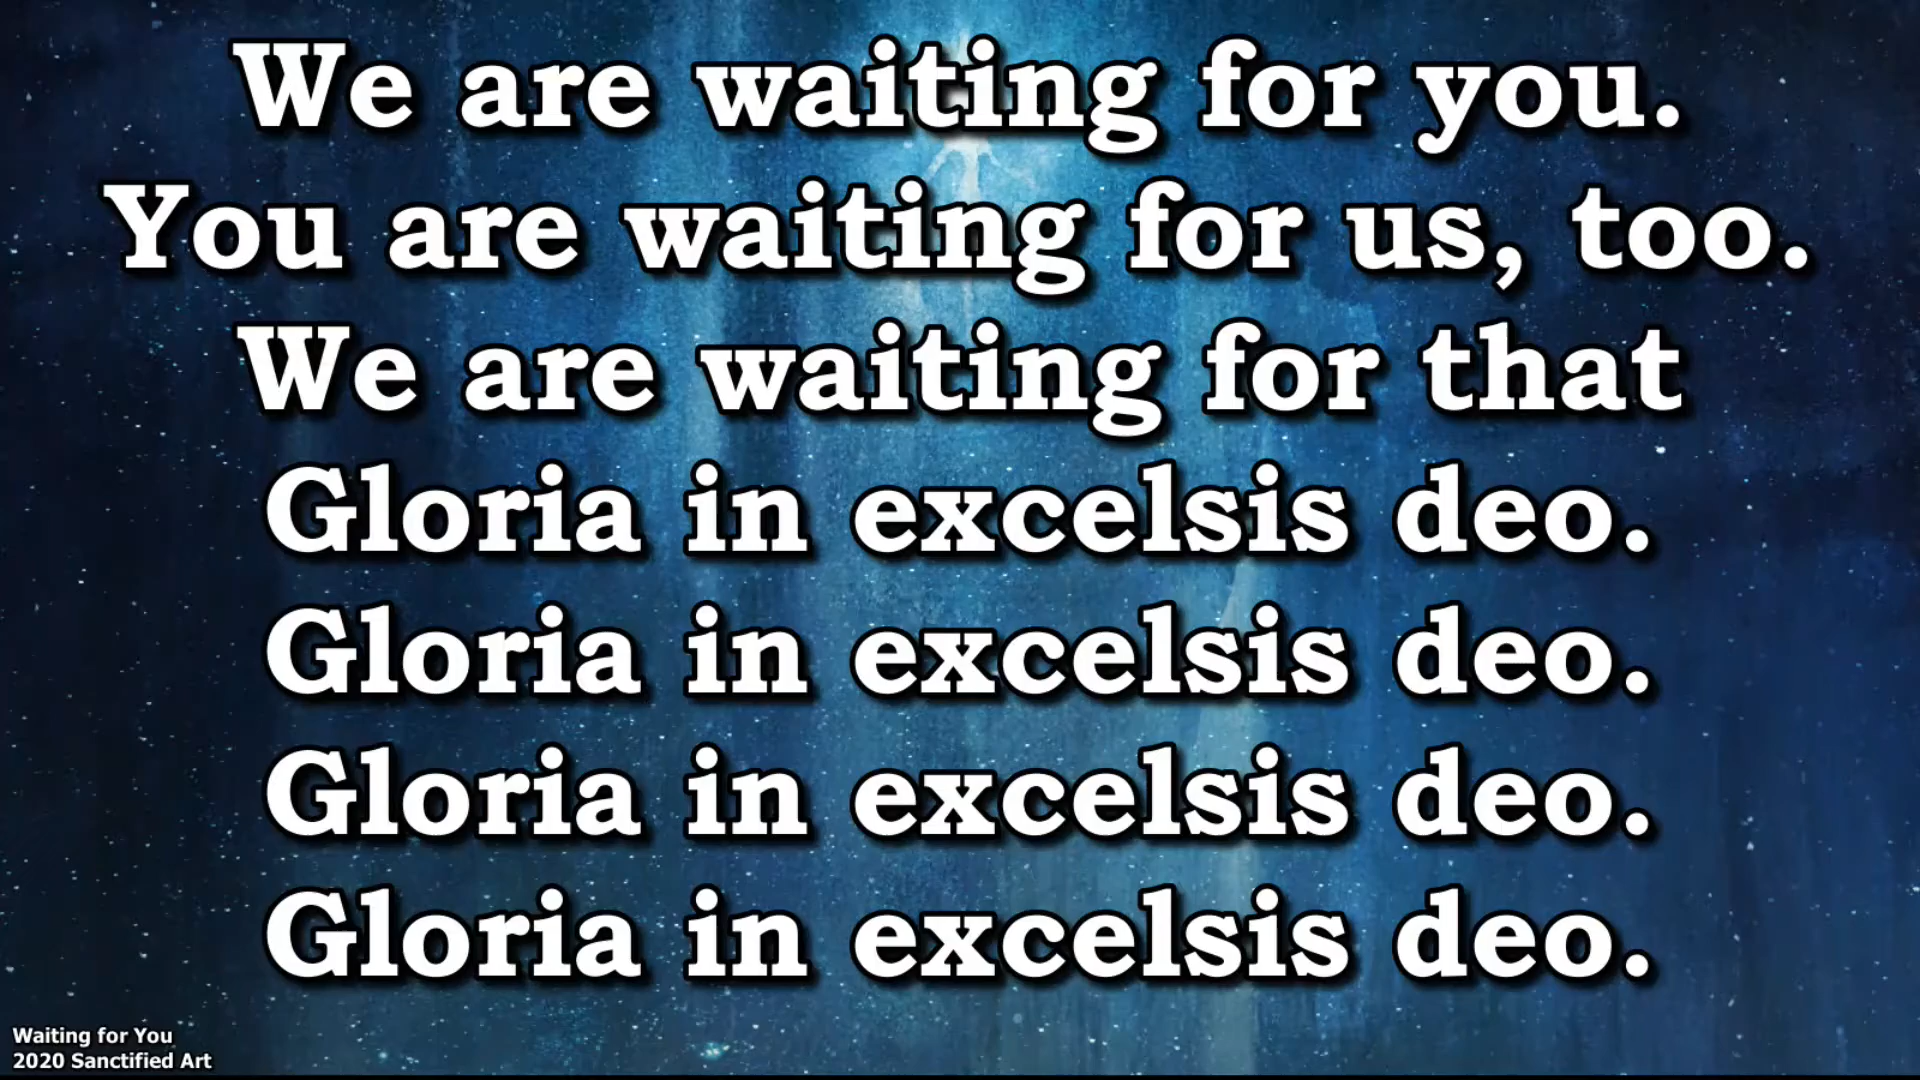 We are waiting for you.
You are waiting for us, too.
We are waiting for that
Gloria in excelsis deo.
Gloria in excelsis deo.
Gloria in excelsis deo.
Gloria in excelsis deo.
Waiting for You
2020 Sanctified Art